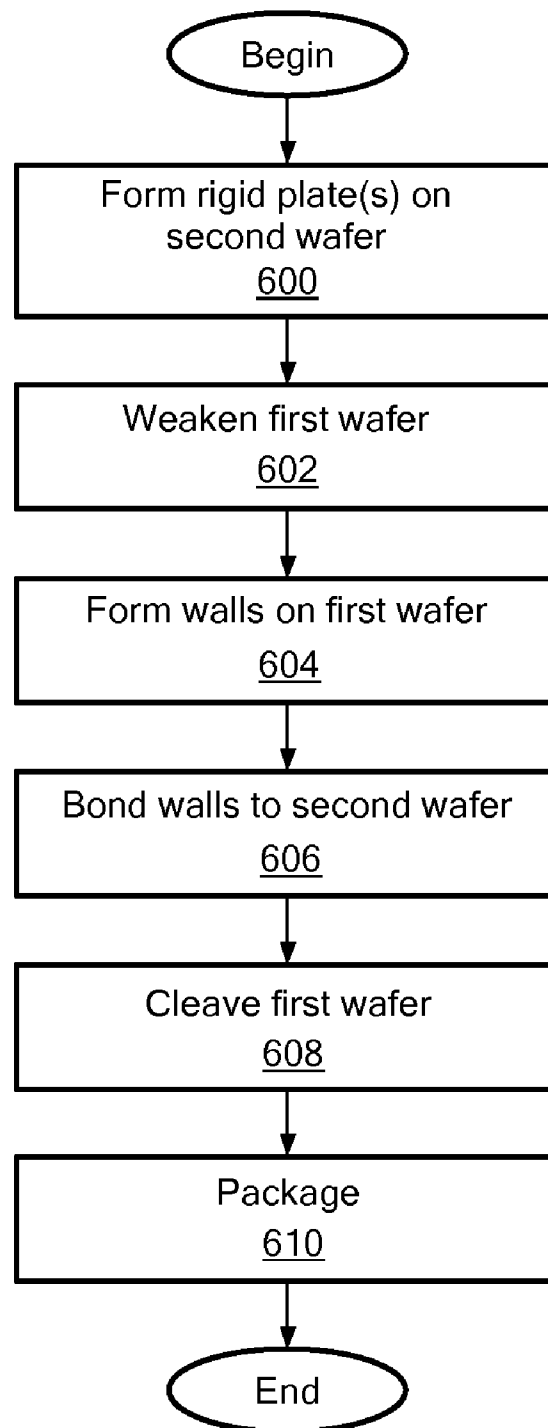 Begin
Form rigid plate(s) on
second wafer
600
Weaken first wafer
602
Form walls on first wafer
604
Bond walls to second wafer
606
Cleave first wafer
608
Package
610
End